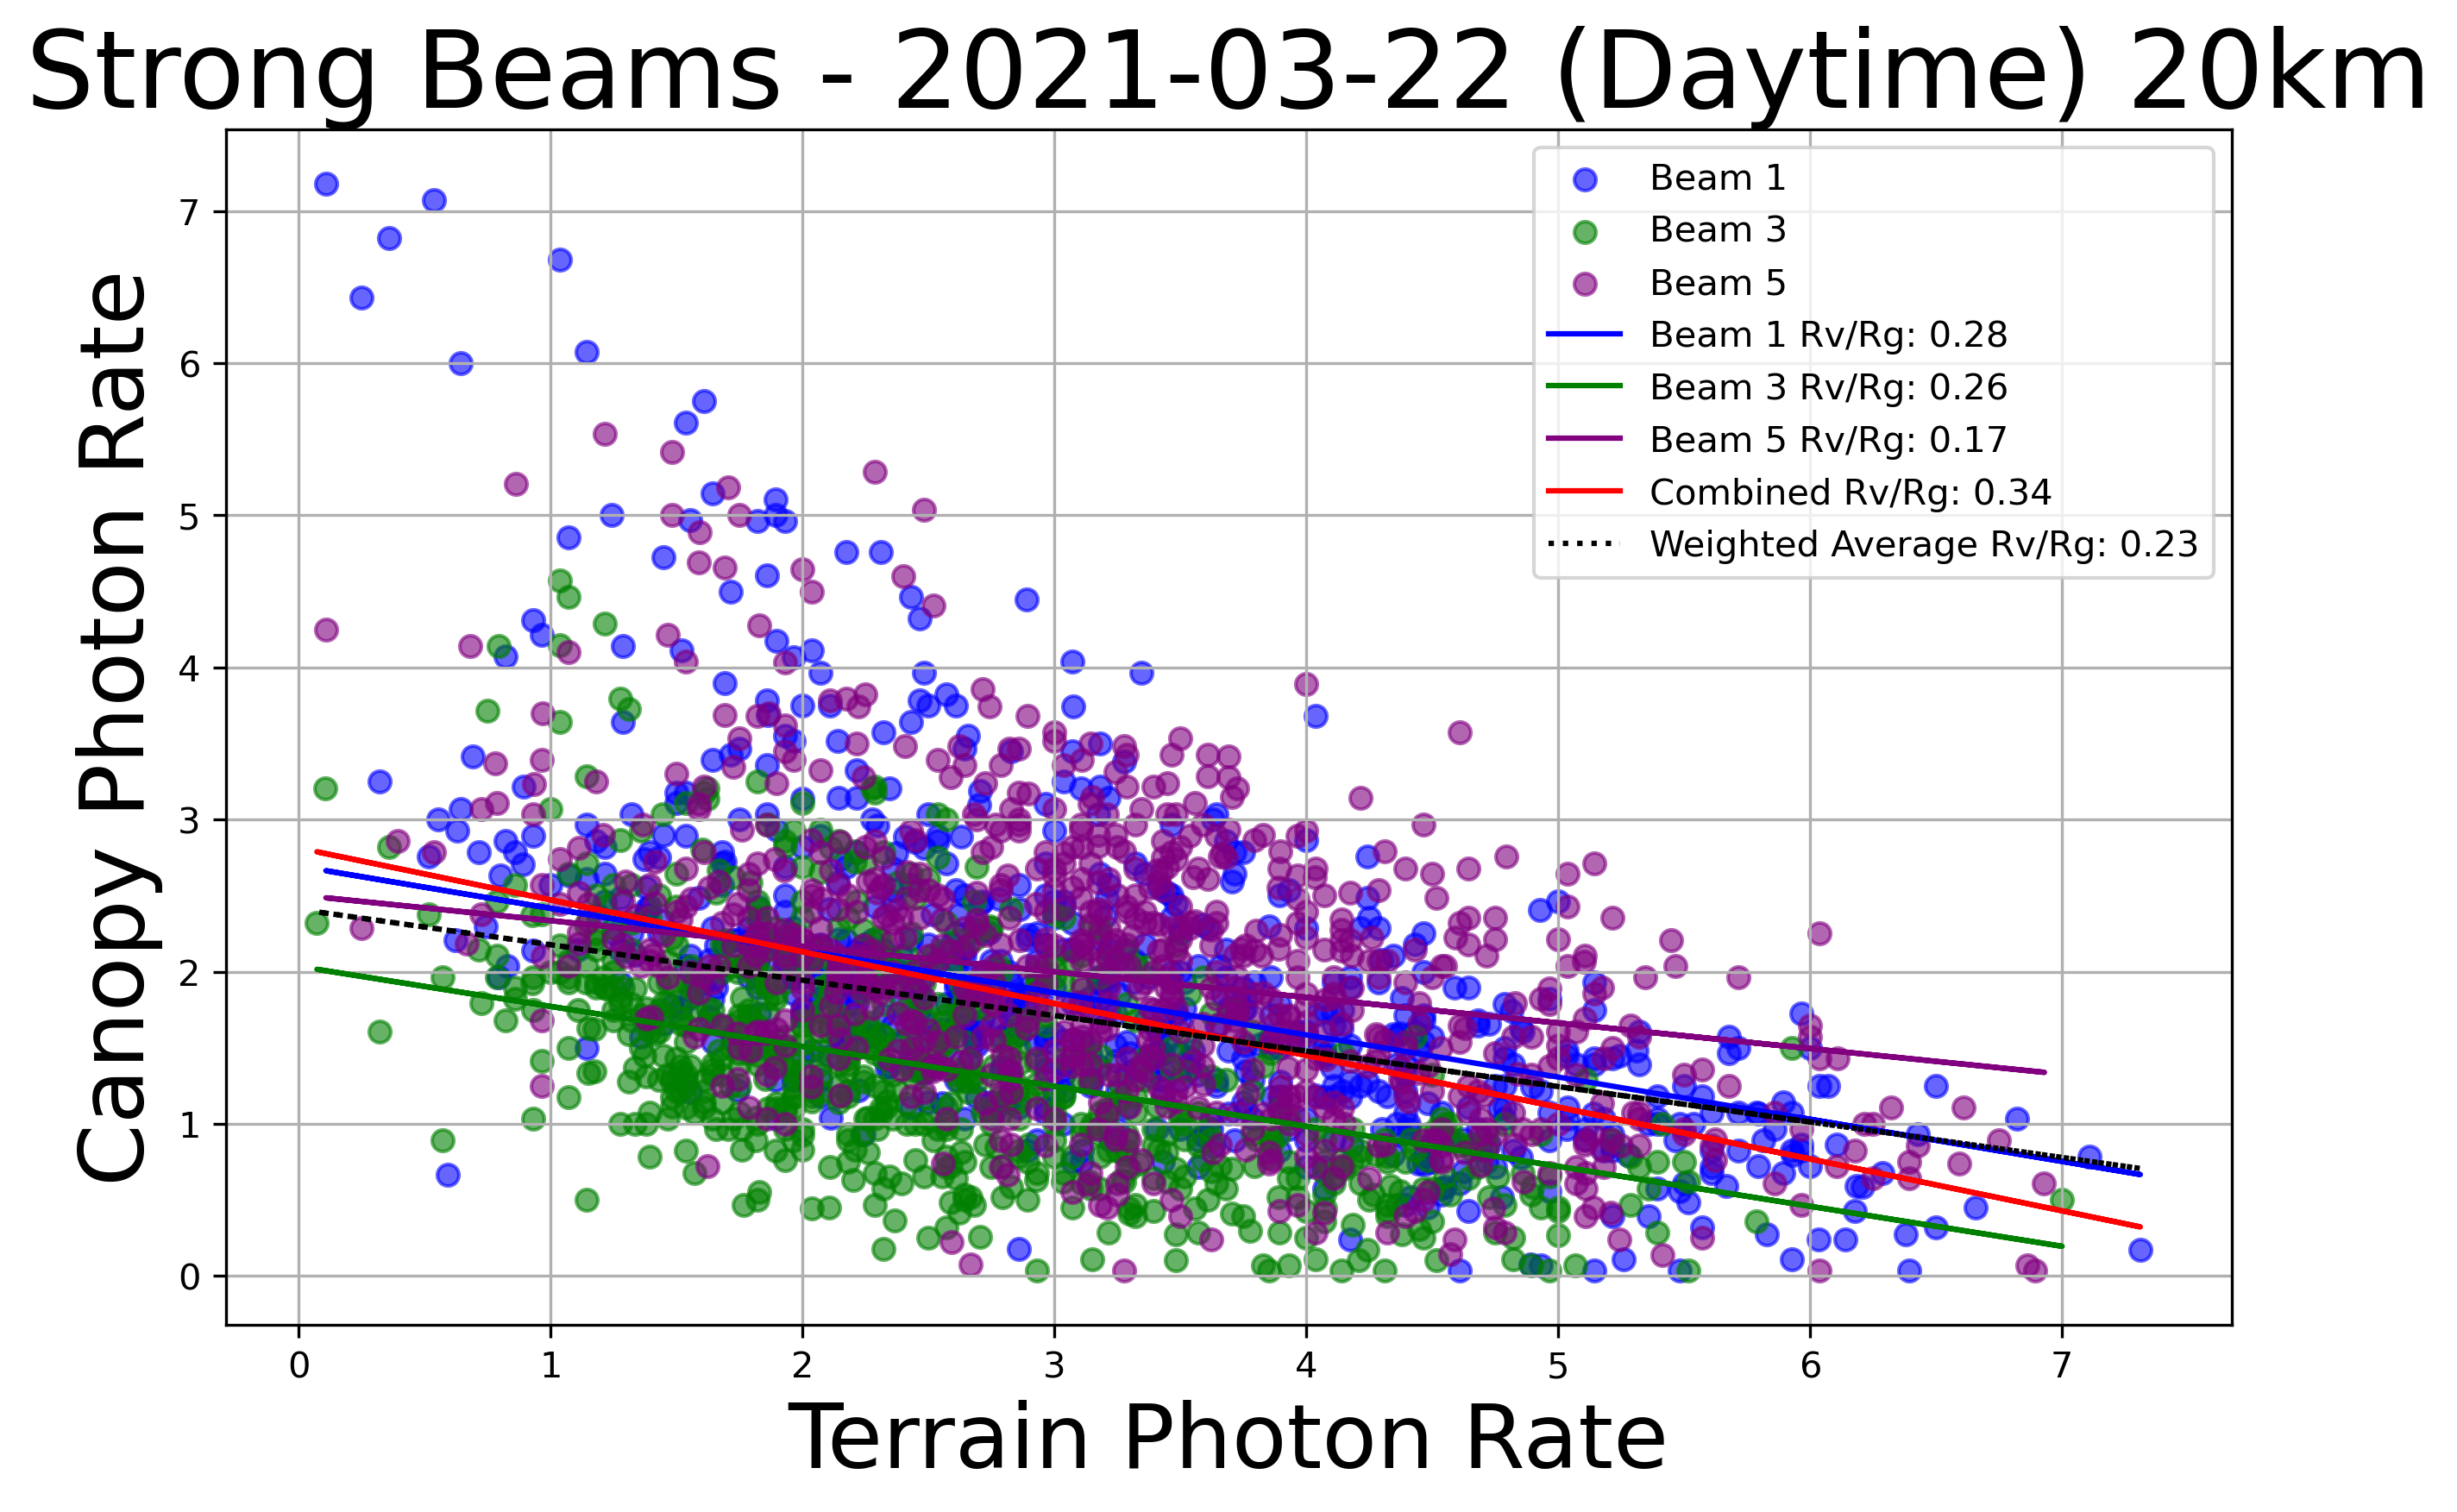 Strong Beams - 2021-03-22 (Daytime) 20km
Canopy Photon Rate
7
6
5
4
3
2
1
0
Beam 1
Beam 3
Beam 5
Beam 1 Rv/Rg: 0.28
Beam 3 Rv/Rg: 0.26
Beam 5 Rv/Rg: 0.17
Combined Rv/Rg: 0.34
Weighted Average Rv/Rg: 0.23
0 1 2 3 4 5 6 7
Terrain Photon Rate